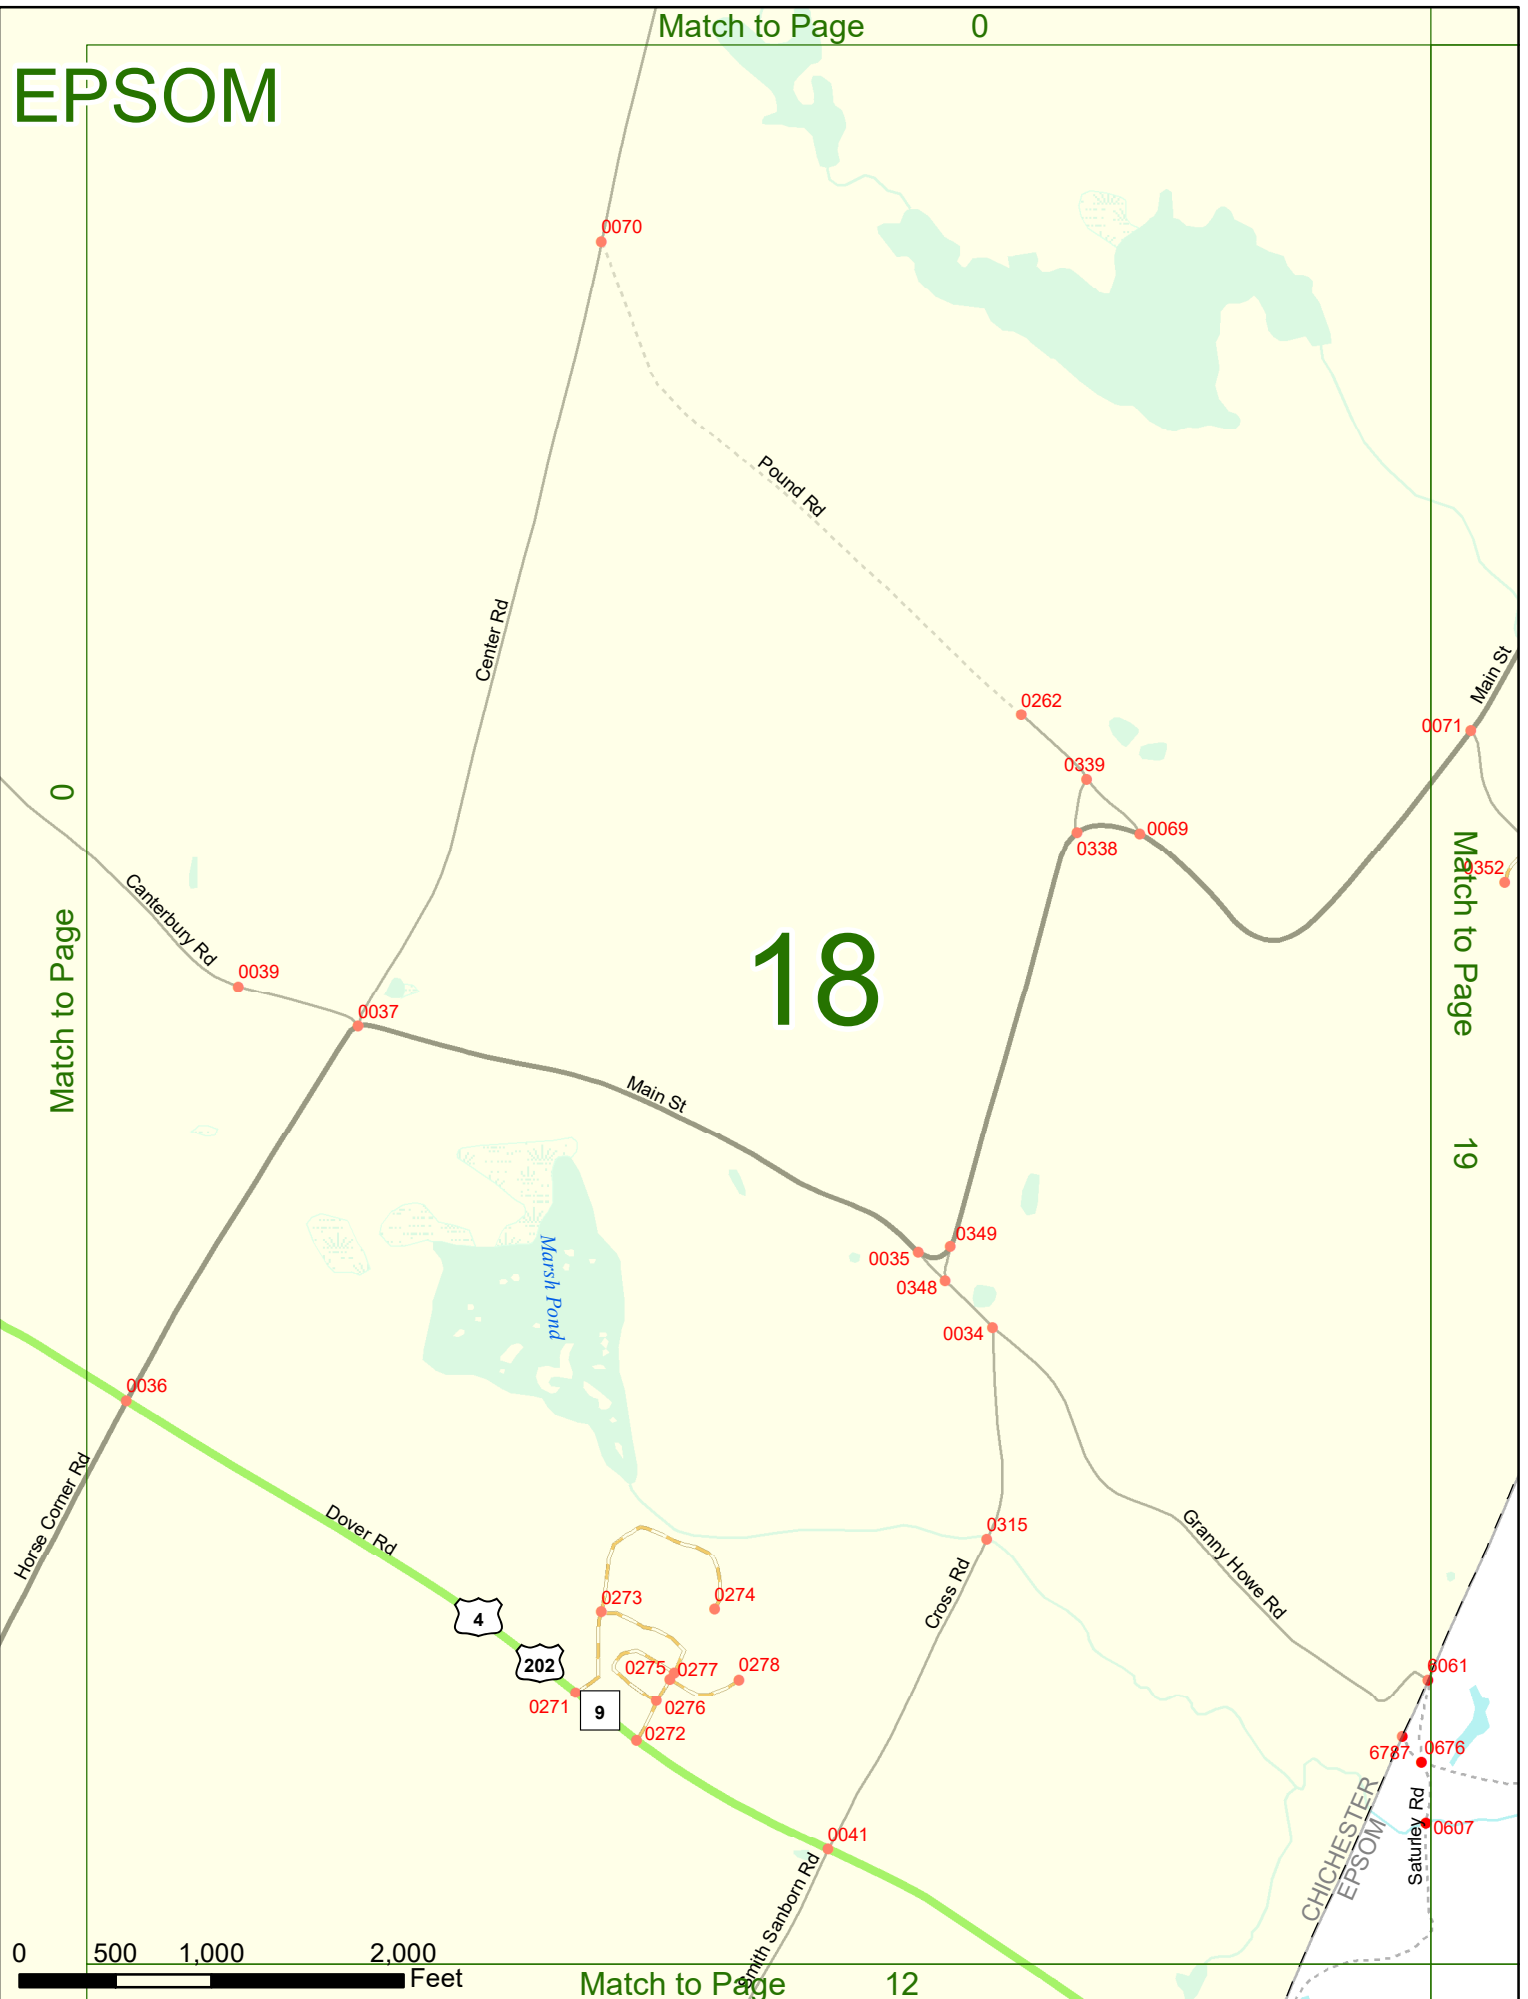 Match to Page 0
EPSOM
0070
Pound Rd
Center Rd
Main St
0262
0071
0339
0
0069
0338
Match to Page
0352
Canterbury Rd
18
0039
Match to Page
0037
Main St
19
Marsh Pond
0349
0035
0348
0034
0036
Horse Corner Rd
Dover Rd
0315
Granny Howe Rd
Cross Rd
0273
0274
4
202
0275
0277
0278
6061
0271
9
0276
0272
6787
0676
CHICHESTER
EPSOM
Saturley Rd
0607
0041
Smith Sanborn Rd
0 500 1,000 2,000
Feet
Match to Page 12